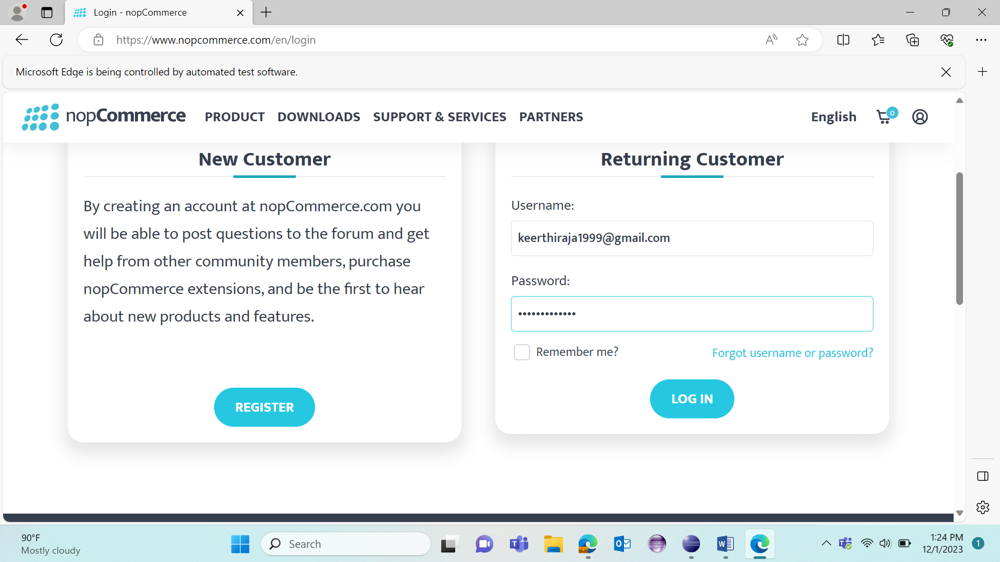 Login - nopCommerce
https://www.nopcommerce.com/en/login
Microsoft Edge is being controlled by automated test software.
nopCommerce PRODUCT DOWNLOADS SUPPORT & SERVICES PARTNERS English 0
New Customer
By creating an account at nopCommerce.com you
will be able to post questions to the forum and get
help from other community members, purchase
nopCommerce extensions, and be the first to hear
about new products and features.
REGISTER
Returning Customer
Username:
keerthiraja1999@gmail.com
Password:
•••••••••••••
Remember me? Forgot username or password?
LOG IN
90°F
Mostly cloudy
Search
1:24 PM
12/1/2023
1